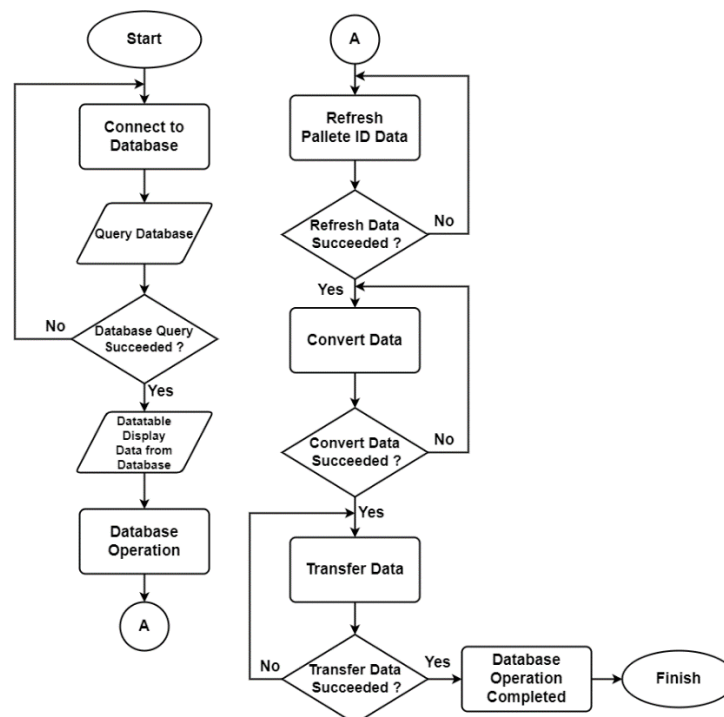 Start
Connect to
Database
Query Database
No
Database Query
Succeeded ?
Yes
Datatable
Display
Data from
Database
Database
Operation
A
A
Refresh
Pallete ID Data
Refresh Data
Succeeded ?
No
Yes
Convert Data
Convert Data
Succeeded ?
No
Yes
Transfer Data
No
Transfer Data
Succeeded ?
Yes
Database
Operation
Completed
Finish